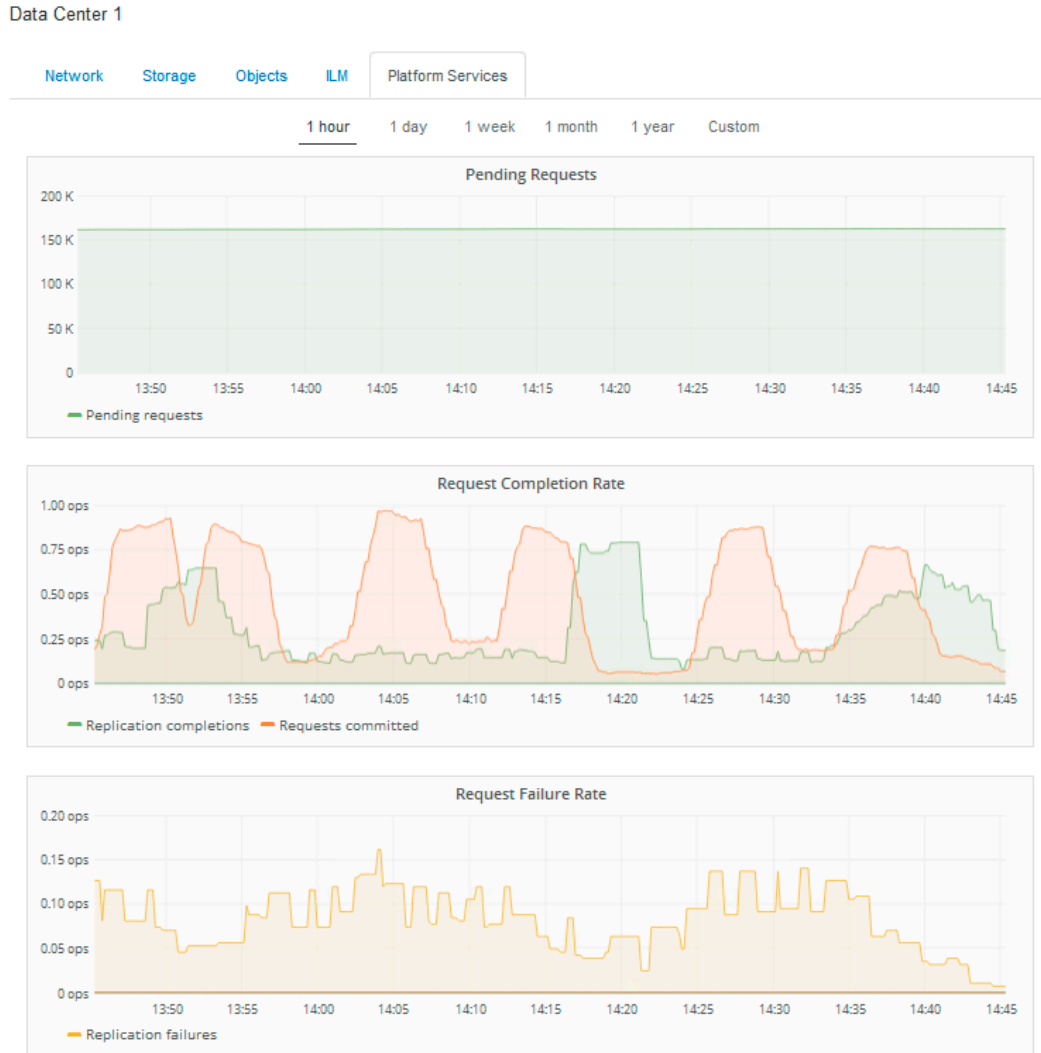 Data Center 1
Network Storage Objects ILM Platform Services
1 hour 1 day 1 week 1 month 1 year Custom
Pending Requests
200 K
150 K
100 K
50 K
0
13:50 13:55 14:00 14:05 14:10 14:15 14:20 14:25 14:30 14:35 14:40 14:45
Pending requests
Request Completion Rate
1.00 ops
0.75 ops
0.50 ops
0.25 ops
0 ops
13:50 13:55 14:00 14:05 14:10 14:15 14:20 14:25 14:30 14:35 14:40 14:45
Replication completions Requests committed
Request Failure Rate
0.20 ops
0.15 ops
0.10 ops
0.05 ops
0 ops
13:50 13:55 14:00 14:05 14:10 14:15 14:20 14:25 14:30 14:35 14:40 14:45
Replication failures